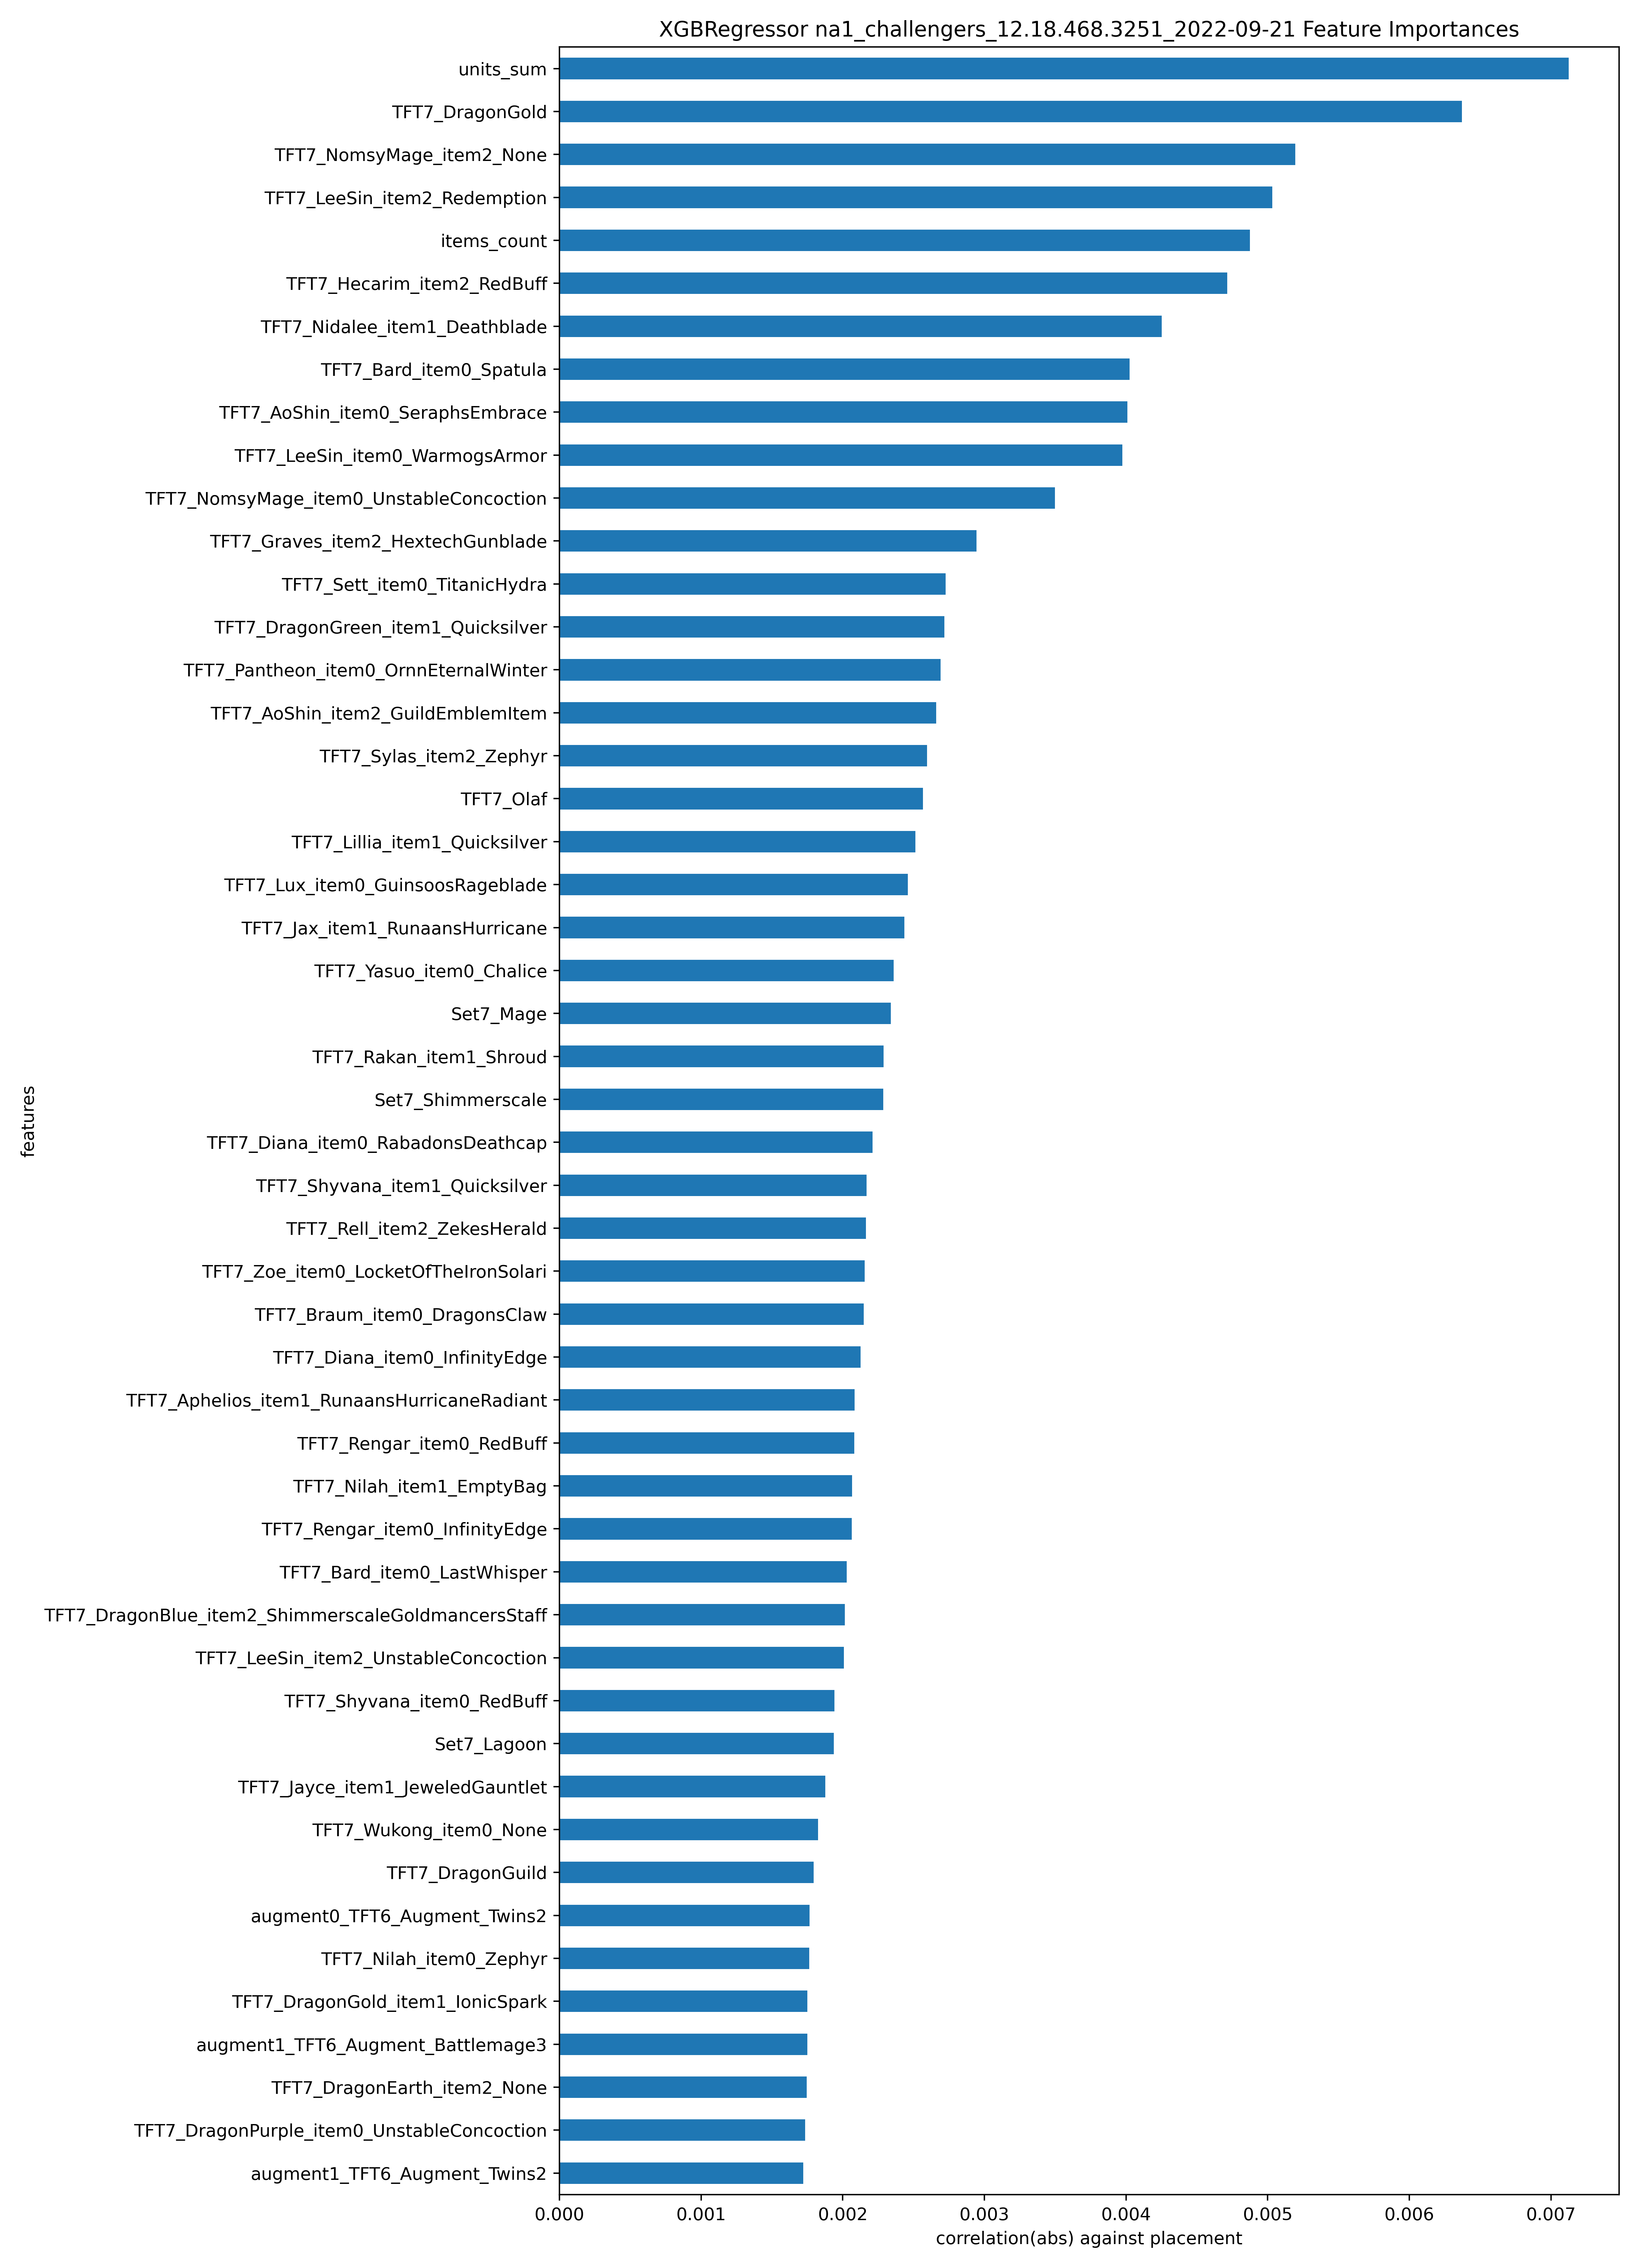 XGBRegressor na1_challengers_12.18.468.3251_2022-09-21 Feature Importances
units_sum
TFT7_DragonGold
TFT7_NomsyMage_item2_None
TFT7_LeeSin_item2_Redemption
items_count
TFT7_Hecarim_item2_RedBuff
TFT7_Nidalee_item1_Deathblade
TFT7_Bard_item0_Spatula
TFT7_AoShin_item0_SeraphsEmbrace
TFT7_LeeSin_item0_WarmogsArmor
TFT7_NomsyMage_item0_UnstableConcoction
TFT7_Graves_item2_HextechGunblade
TFT7_Sett_item0_TitanicHydra
TFT7_DragonGreen_item1_Quicksilver
TFT7_Pantheon_item0_OrnnEternalWinter
TFT7_AoShin_item2_GuildEmblemItem
TFT7_Sylas_item2_Zephyr
TFT7_Olaf
TFT7_Lillia_item1_Quicksilver
TFT7_Lux_item0_GuinsoosRageblade
TFT7_Jax_item1_RunaansHurricane
TFT7_Yasuo_item0_Chalice
Set7_Mage
TFT7_Rakan_item1_Shroud
Set7_Shimmerscale
TFT7_Diana_item0_RabadonsDeathcap
TFT7_Shyvana_item1_Quicksilver
TFT7_Rell_item2_ZekesHerald
TFT7_Zoe_item0_LocketOfTheIronSolari
TFT7_Braum_item0_DragonsClaw
TFT7_Diana_item0_InfinityEdge
TFT7_Aphelios_item1_RunaansHurricaneRadiant
TFT7_Rengar_item0_RedBuff
TFT7_Nilah_item1_EmptyBag
TFT7_Rengar_item0_InfinityEdge
TFT7_Bard_item0_LastWhisper
TFT7_DragonBlue_item2_ShimmerscaleGoldmancersStaff
TFT7_LeeSin_item2_UnstableConcoction
TFT7_Shyvana_item0_RedBuff
Set7_Lagoon
TFT7_Jayce_item1_JeweledGauntlet
TFT7_Wukong_item0_None
TFT7_DragonGuild
augment0_TFT6_Augment_Twins2
TFT7_Nilah_item0_Zephyr
TFT7_DragonGold_item1_IonicSpark
augment1_TFT6_Augment_Battlemage3
TFT7_DragonEarth_item2_None
TFT7_DragonPurple_item0_UnstableConcoction
augment1_TFT6_Augment_Twins2
features
0.000 0.001 0.002 0.003 0.004 0.005 0.006 0.007
correlation(abs) against placement